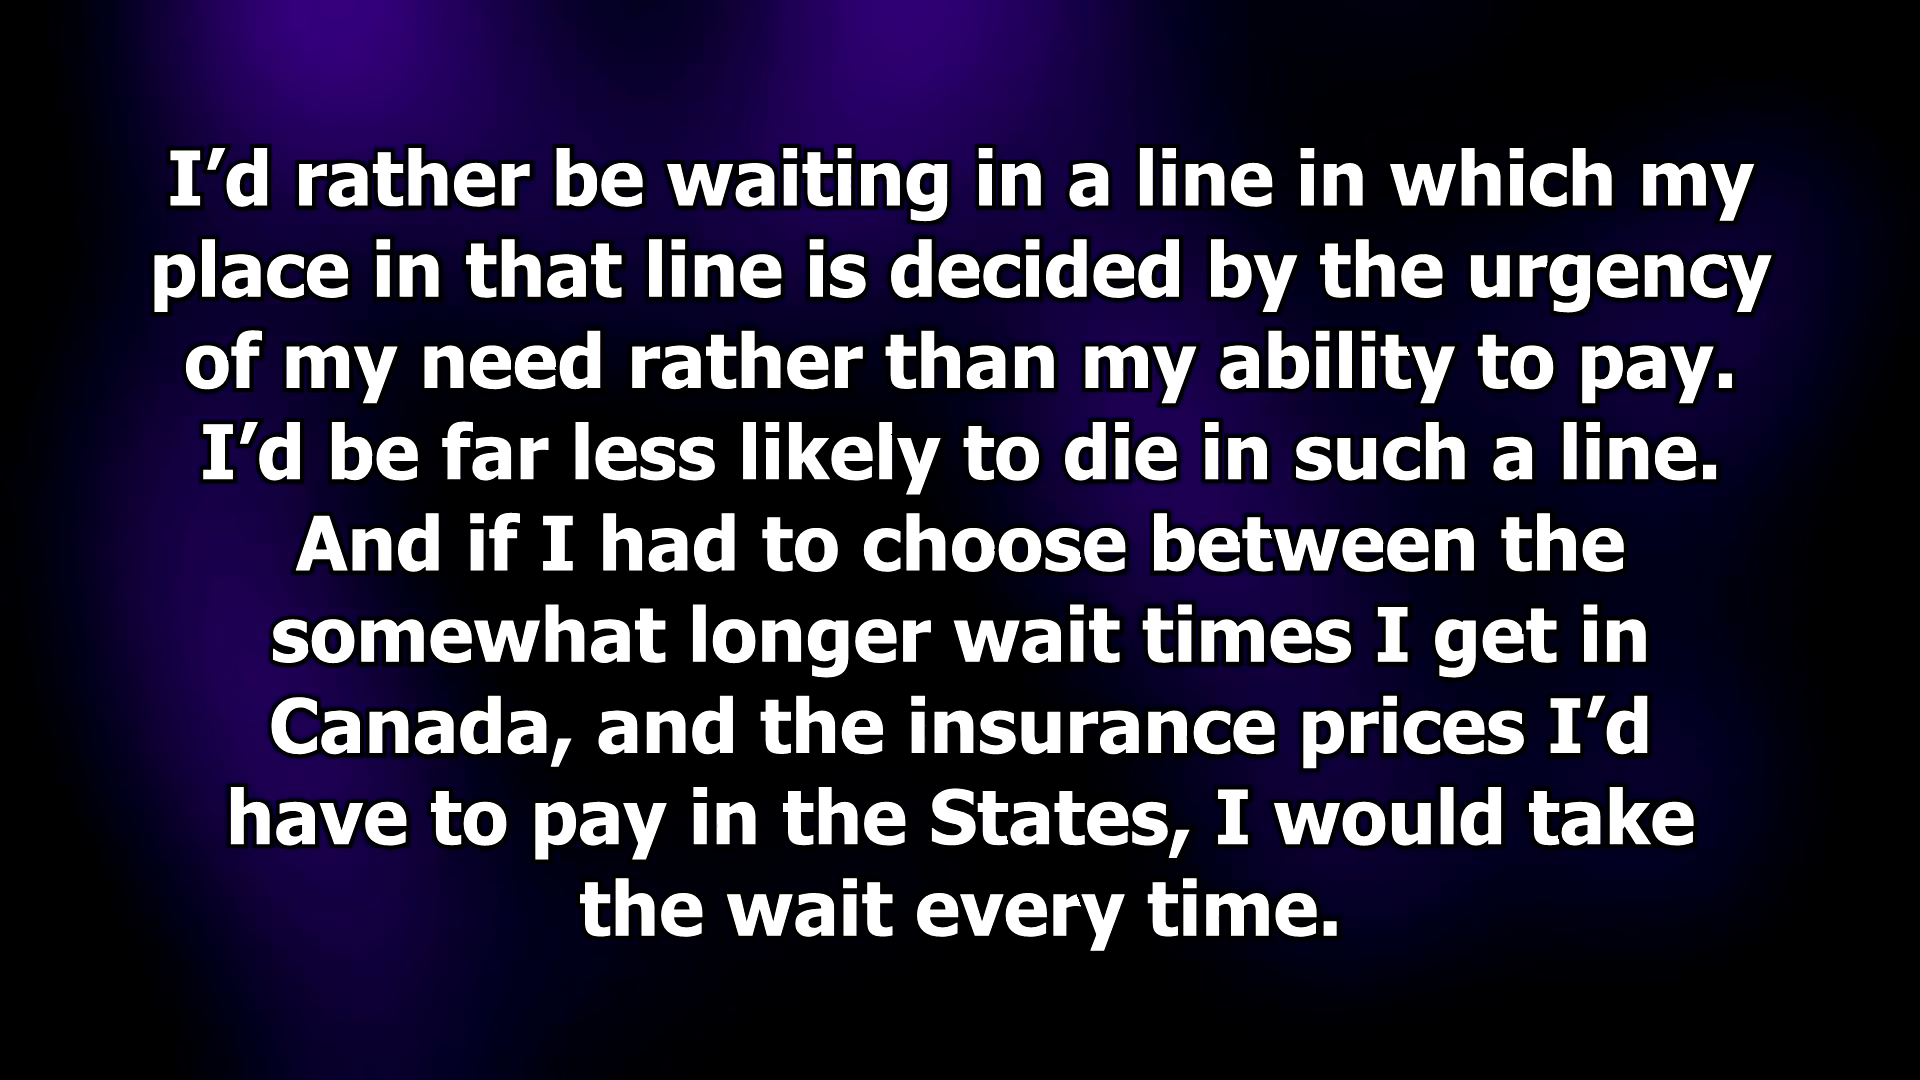 I’d rather be waiting in a line in which my
place in that line is decided by the urgency
of my need rather than my ability to pay.
I’d be far less likely to die in such a line.
And if I had to choose between the
somewhat longer wait times I get in
Canada, and the insurance prices I’d
have to pay in the States, I would take
the wait every time.